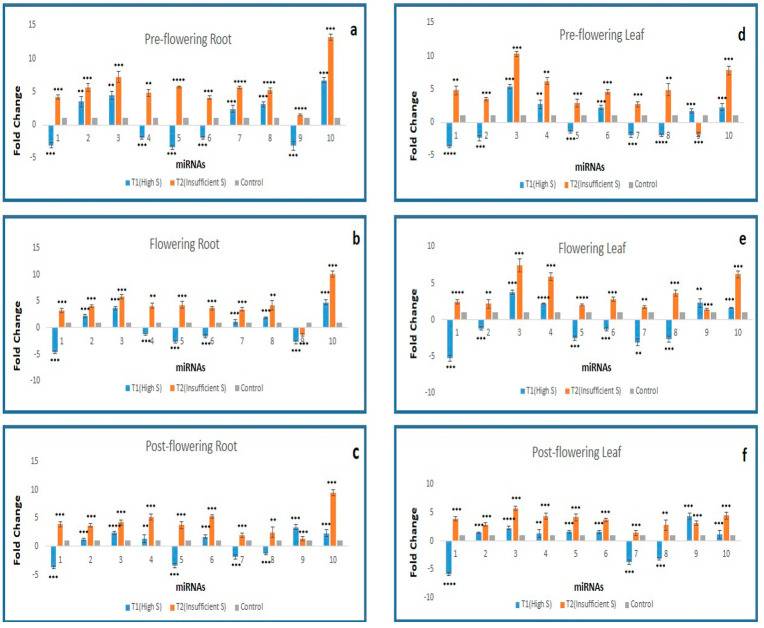 Pre-flowering Root
a
Fold Change
15
10
5
0
-5
1 2 3 4 5 6 7 8 9 10
miRNAs
T1(High S) T2(Insufficient S) Control
Pre-flowering Leaf
d
Fold Change
15
10
5
0
-5
1 2 3 4 5 6 7 8 9 10
miRNAs
T1(High S) T2(Insufficient S) Control
Flowering Root
b
Fold Change
15
10
5
0
-5
-10
1 2 3 4 5 6 7 8 9 10
miRNAs
T1(High S) T2(Insufficient S) Control
Flowering Leaf
e
Fold Change
10
5
0
-5
-10
1 2 3 4 5 6 7 8 9 10
miRNAs
T1(High S) T2(Insufficient S) Control
Post-flowering Root
c
Fold Change
15
10
5
0
-5
1 2 3 4 5 6 7 8 9 10
miRNAs
T1(High S) T2(Insufficient S) Control
Post-flowering Leaf
f
Fold Change
10
5
0
-5
-10
1 2 3 4 5 6 7 8 9 10
miRNAs
T1(High S) T2(Insufficient S) Control